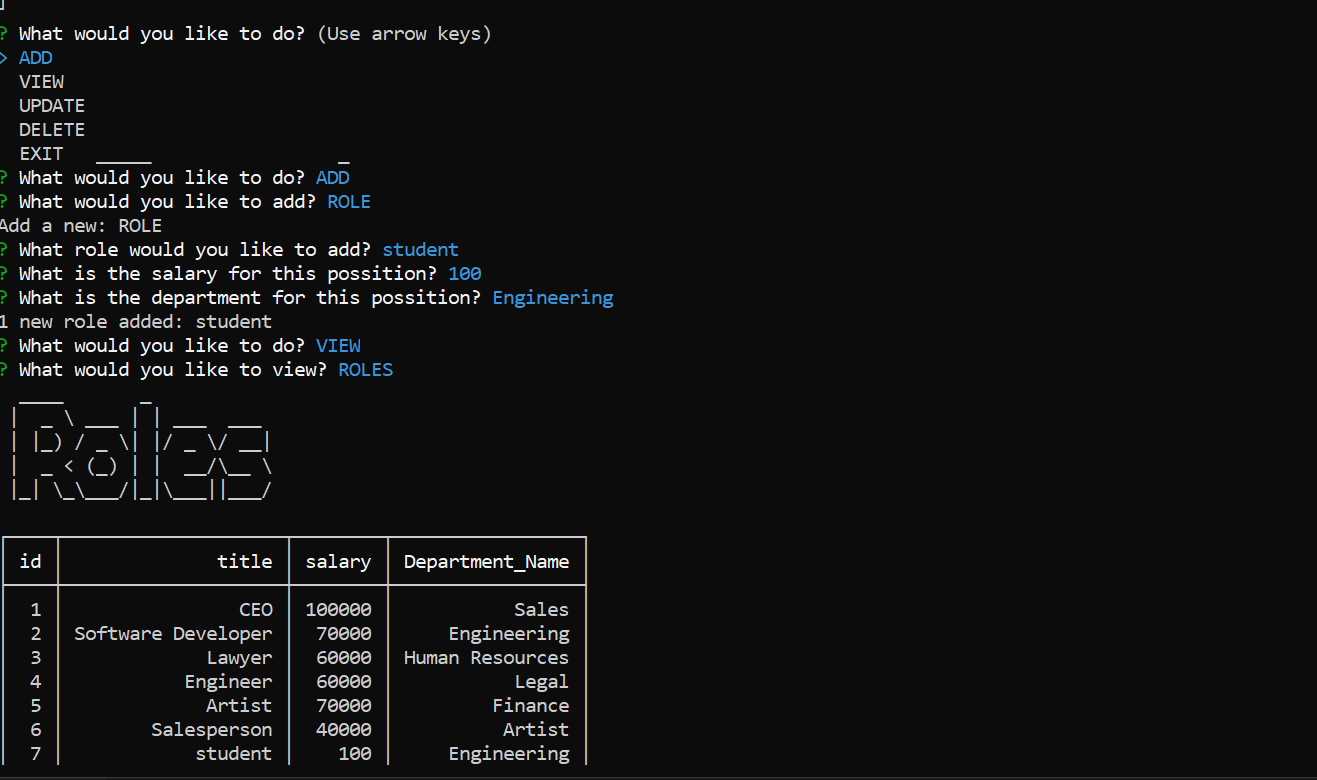 ? What would you like to do? (Use arrow keys)
> ADD
VIEW
UPDATE
DELETE
EXIT
? What would you like to do? ADD
? What would you like to add? ROLE
Add a new: ROLE
? What role would you like to add? student
? What is the salary for this possition? 100
? What is the department for this possition? Engineering
1 new role added: student
? What would you like to do? VIEW
? What would you like to view? ROLES
Roles
id title salary Department_Name
1 CEO 100000 Sales
2 Software Developer 70000 Engineering
3 Lawyer 60000 Human Resources
4 Engineer 60000 Legal
5 Artist 70000 Finance
6 Salesperson 40000 Artist
7 student 100 Engineering